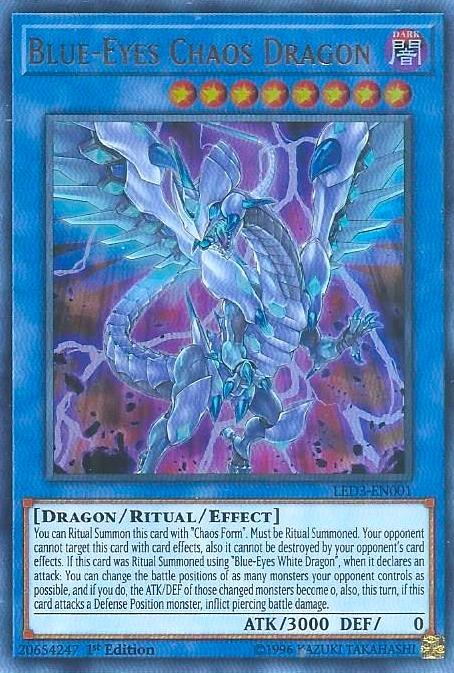 BLUE-EYES CHAOS DRAGON
DARK
闇
LED3-EN001
[DRAGON/RITUAL/EFFECT]
You can Ritual Summon this card with "Chaos Form". Must be Ritual Summoned. Your opponent
cannot target this card with card effects, also it cannot be destroyed by your opponent's card
effects. If this card was Ritual Summoned using "Blue-Eyes White Dragon", when it declares an
attack: You can change the battle positions of as many monsters your opponent controls as
possible, and if you do, the ATK/DEF of those changed monsters become 0, also, this turn, if this
card attacks a Defense Position monster, inflict piercing battle damage.
ATK/3000 DEF/ 0
20654247 1st Edition ©1996 KAZUKI TAKAHASHI